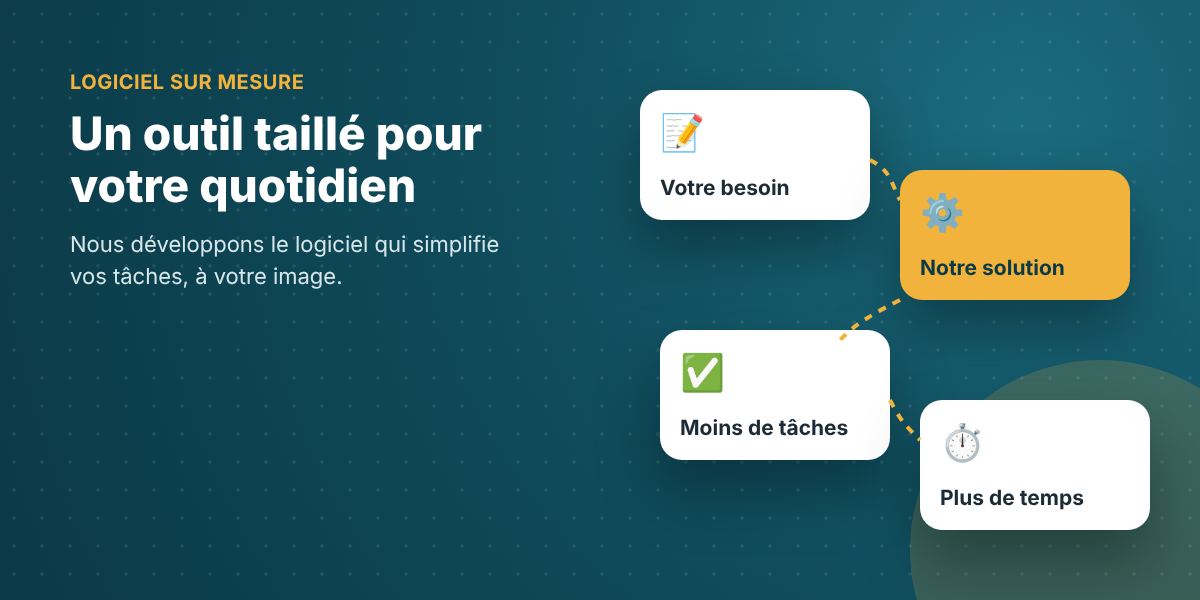 LOGICIEL SUR MESURE
Un outil taillé pour
votre quotidien
Nous développons le logiciel qui simplifie
vos tâches, à votre image.
Votre besoin
Notre solution
Moins de tâches
Plus de temps